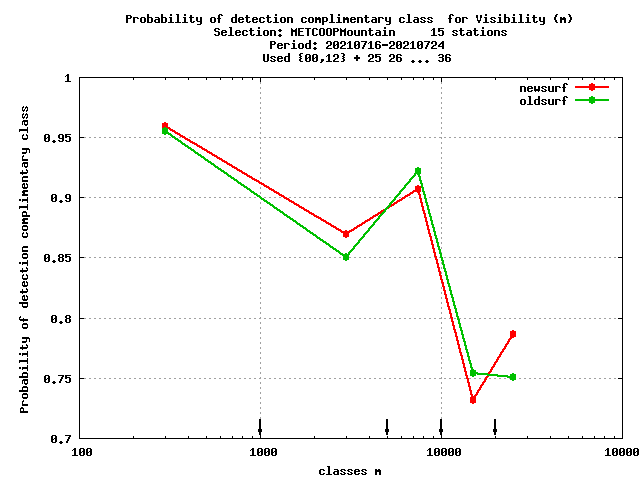 Probability of detection complimentary class  for Visibility (m)
Selection: METCOOPMountain     15 stations
Period: 20210716-20210724
Used {00,12} + 25 26 ... 36
newsurf
oldsurf
Probability of detection complimentary class
1
0.95
0.9
0.85
0.8
0.75
0.7
100
1000
10000
10000
classes m